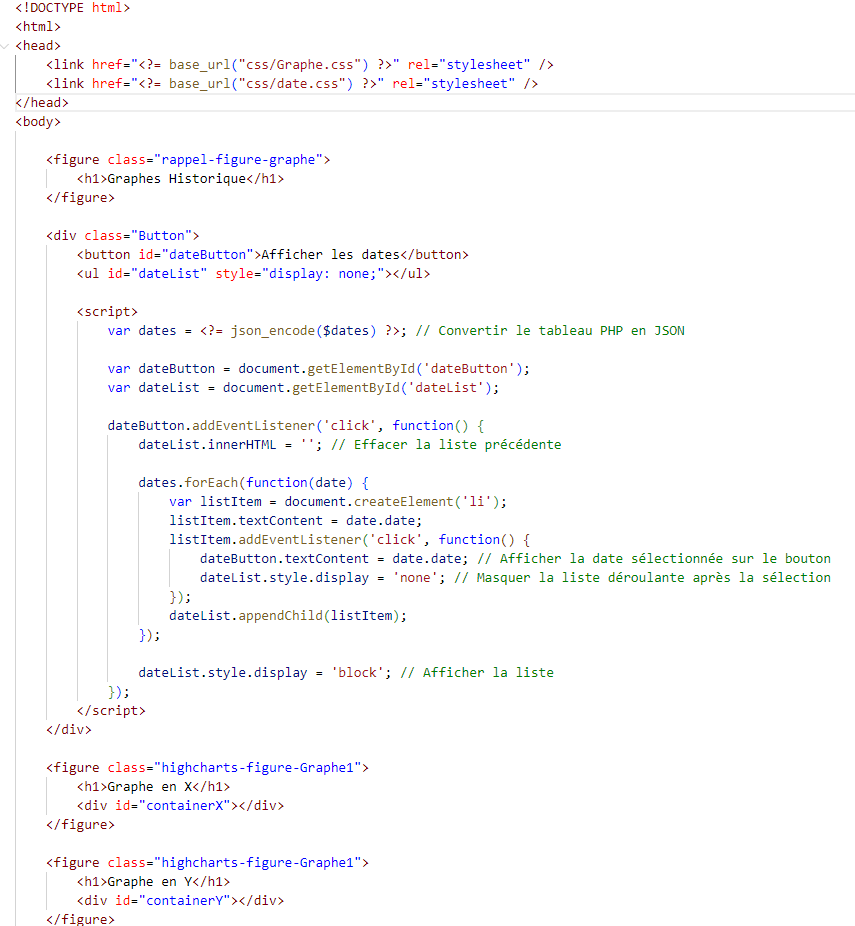 <!DOCTYPE html>
<html>
<head>
    <link href="<?= base_url("css/Graphe.css") ?>" rel="stylesheet" />
    <link href="<?= base_url("css/date.css") ?>" rel="stylesheet" />
</head>
<body>

    <figure class="rappel-figure-graphe">
        <h1>Graphes Historique</h1>
    </figure>

    <div class="Button">
        <button id="dateButton">Afficher les dates</button>
        <ul id="dateList" style="display: none;"></ul>

        <script>
            var dates = <?= json_encode($dates) ?>; // Convertir le tableau PHP en JSON

            var dateButton = document.getElementById('dateButton');
            var dateList = document.getElementById('dateList');

            dateButton.addEventListener('click', function() {
                dateList.innerHTML = ''; // Effacer la liste précédente

                dates.forEach(function(date) {
                    var listItem = document.createElement('li');
                    listItem.textContent = date.date;
                    listItem.addEventListener('click', function() {
                        dateButton.textContent = date.date; // Afficher la date sélectionnée sur le bouton
                        dateList.style.display = 'none'; // Masquer la liste déroulante après la sélection
                    });
                    dateList.appendChild(listItem);
                });

                dateList.style.display = 'block'; // Afficher la liste
            });
        </script>
    </div>

    <figure class="highcharts-figure-Graphe1">
        <h1>Graphe en X</h1>
        <div id="containerX"></div>
    </figure>

    <figure class="highcharts-figure-Graphe1">
        <h1>Graphe en Y</h1>
        <div id="containerY"></div>
    </figure>